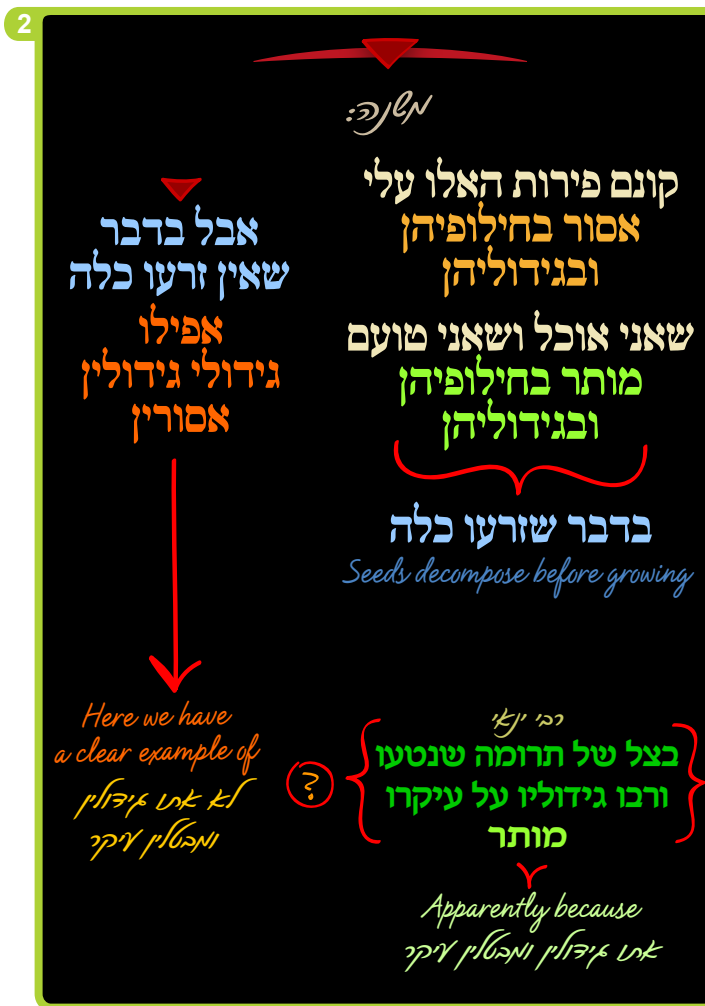 2
משנה:
קונם פירות האלו עלי
אסור בחילופיהן
ובגידוליהן
שאני אוכל ושאני טועם
מותר בחילופיהן
ובגידוליהן
בדבר שזרעו כלה
Seeds decompose before growing
אבל בדבר
שאין זרעו כלה
אפילו
גידולי גידולין
אסורין
רבי ינאי
בצל של תרומה שנטעו
ורבו גידוליו על עיקרו
מותר
Apparently because
אתו גידולין ומבטלין עיקר
?
Here we have
a clear example of
לא אתו גידולין
ומבטלין עיקר